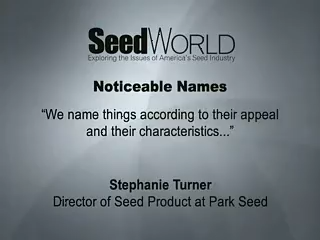 SeedWORLD
Exploring the Issues of America's Seed Industry
Noticeable Names
“We name things according to their appeal
and their characteristics...”
Stephanie Turner
Director of Seed Product at Park Seed